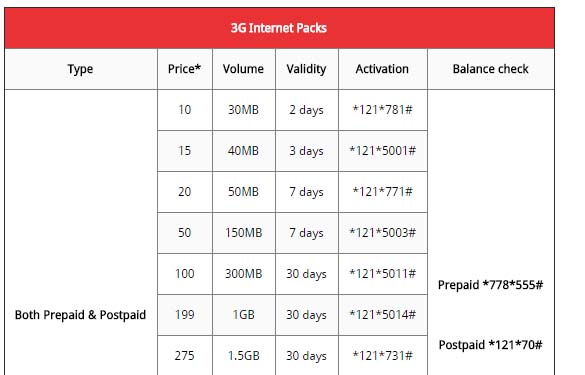 3G Internet Packs
Type Price* Volume Validity Activation Balance check
10 30MB 2 days *121*781#
15 40MB 3 days *121*5001#
20 50MB 7 days *121*771#
50 150MB 7 days *121*5003#
100 300MB 30 days *121*5011#
Prepaid *778*555#
Both Prepaid & Postpaid 199 1GB 30 days *121*5014#
Postpaid *121*70#
275 1.5GB 30 days *121*731#